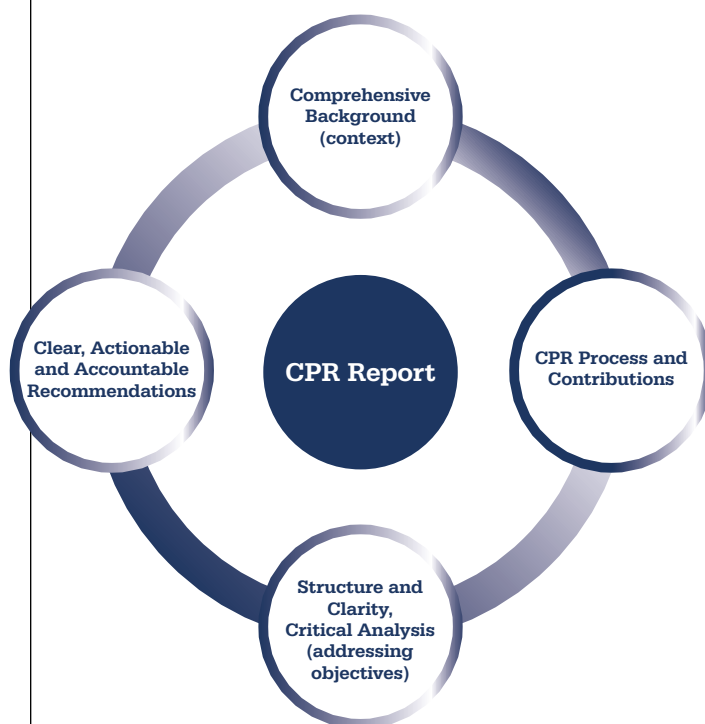 Comprehensive
Background
(context)
Clear, Actionable
and Accountable
Recommendations
CPR Report
CPR Process and
Contributions
Structure and
Clarity,
Critical Analysis
(addressing
objectives)